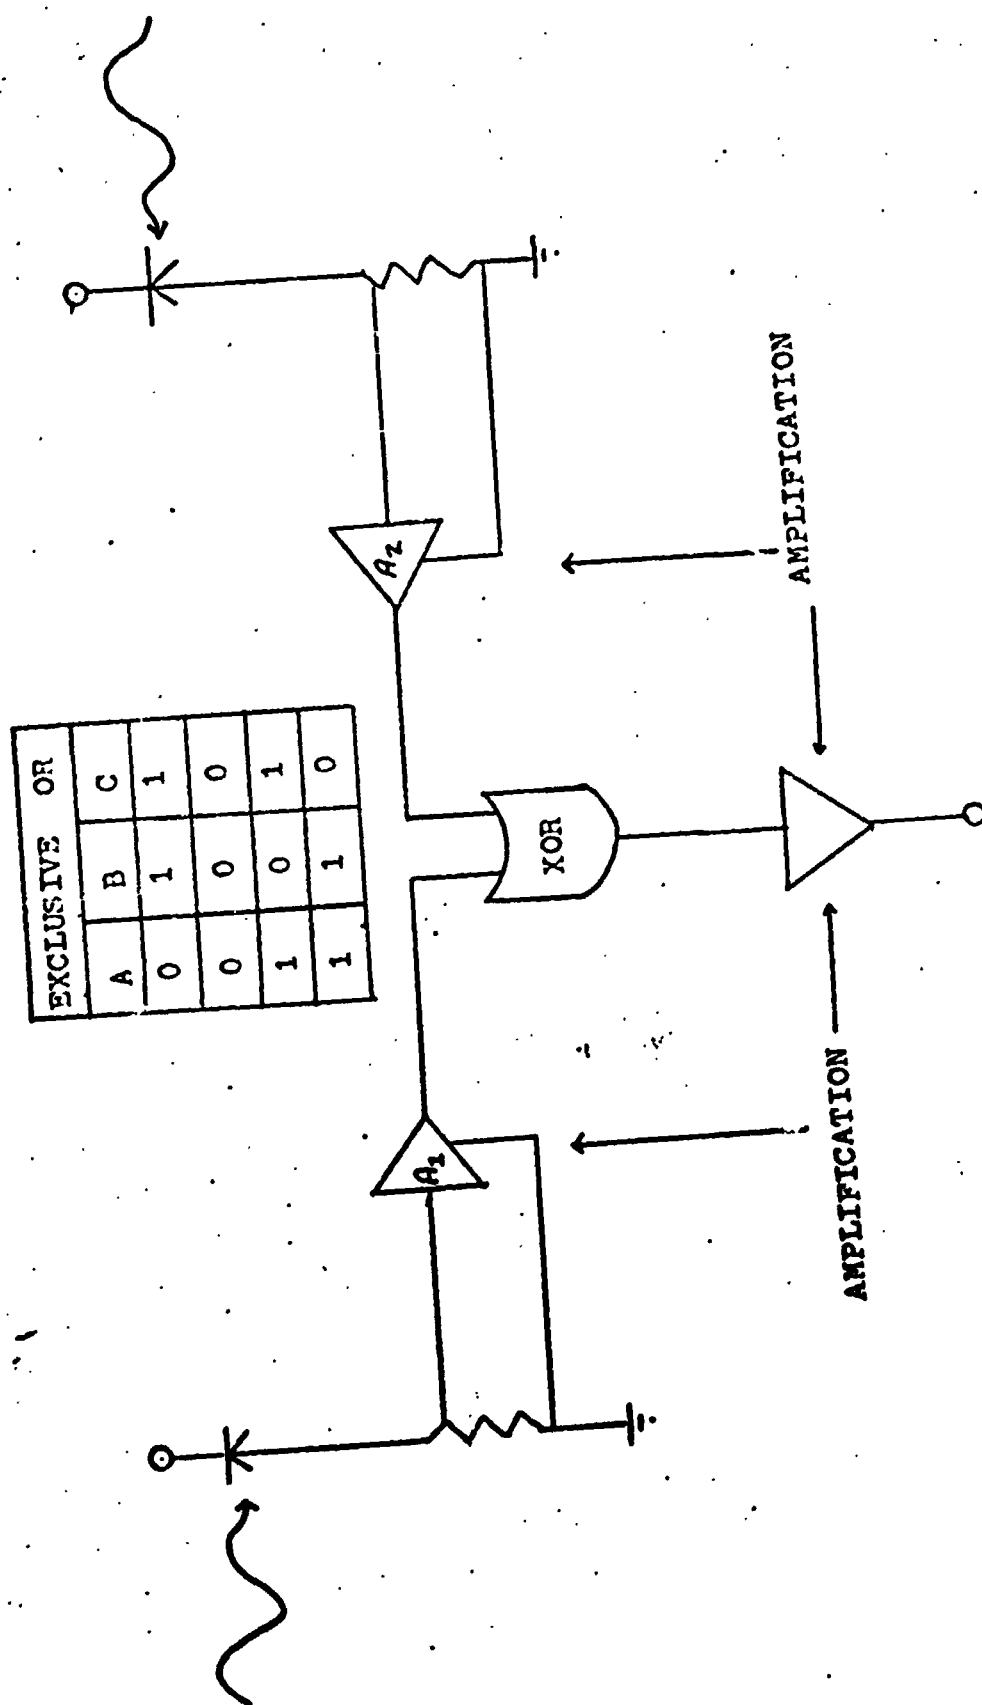 EXCLUSIVE OR
A B C
0 1 1
0 0 0
1 0 1
1 1 0
A1
A2
XOR
AMPLIFICATION
AMPLIFICATION